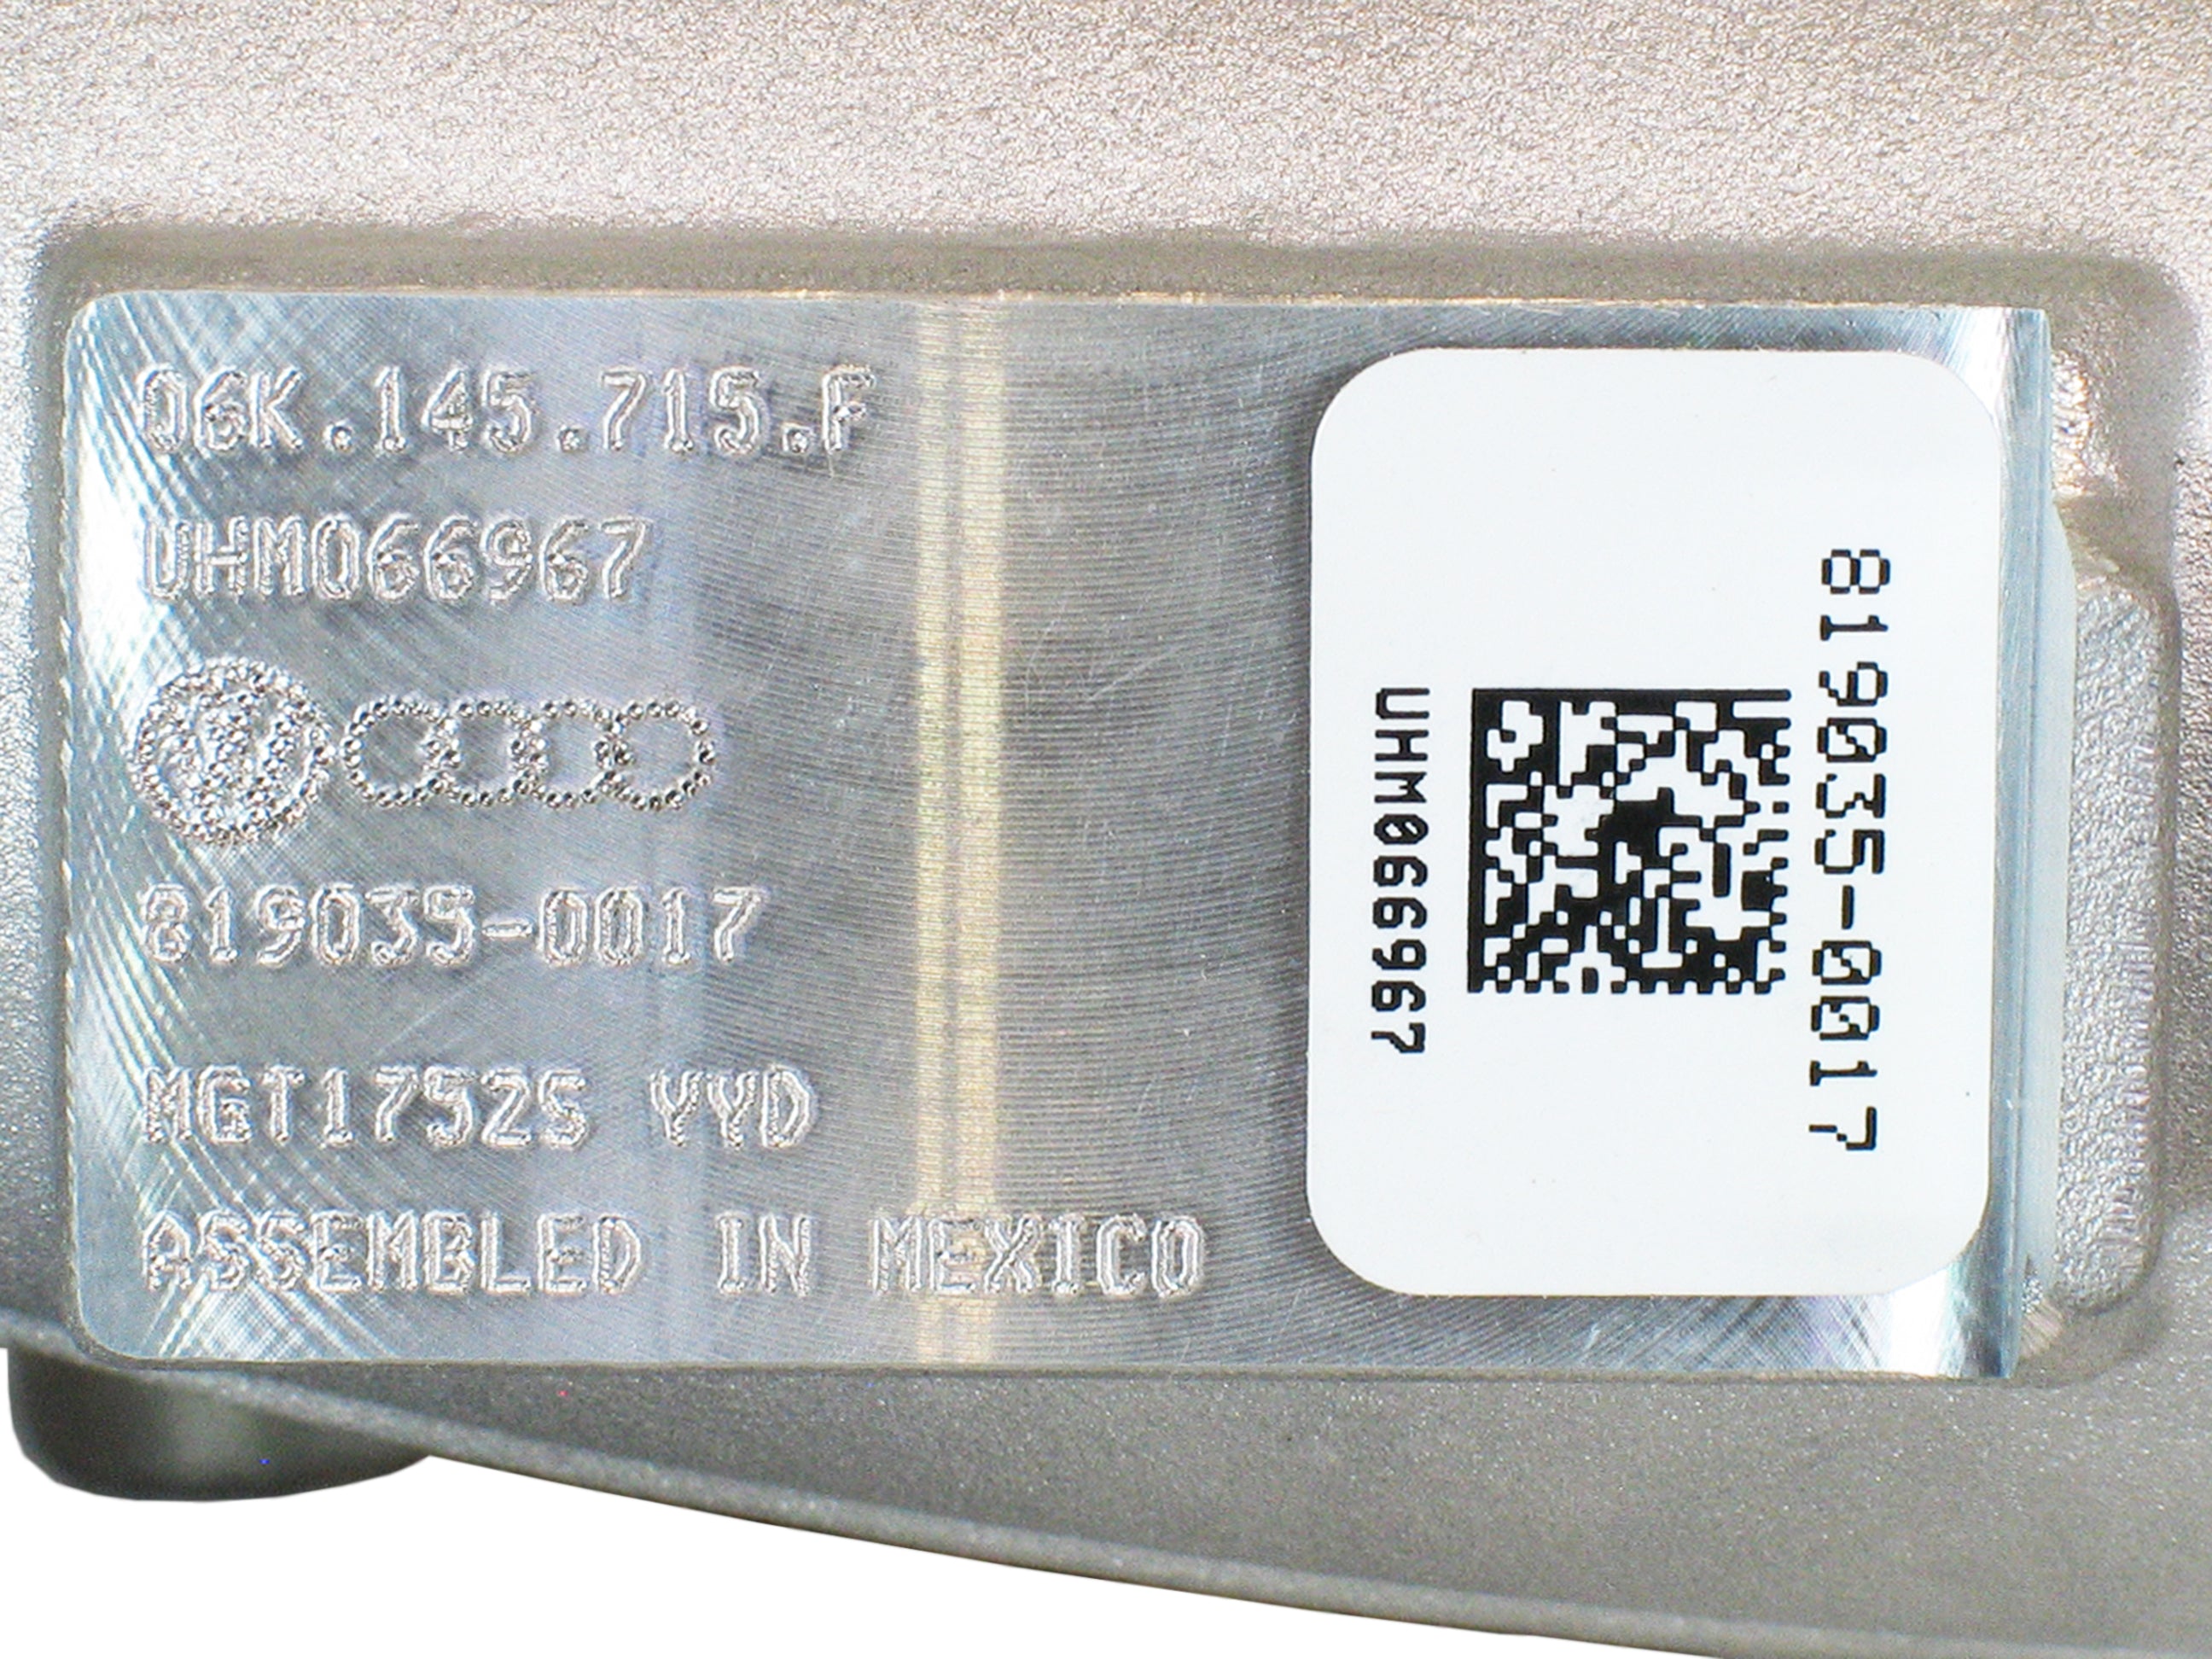 06K.145.715.F
UHM066967
819035-0017
MGT1752S YYD
ASSEMBLED IN MEXICO
819035-0017
UHM066967